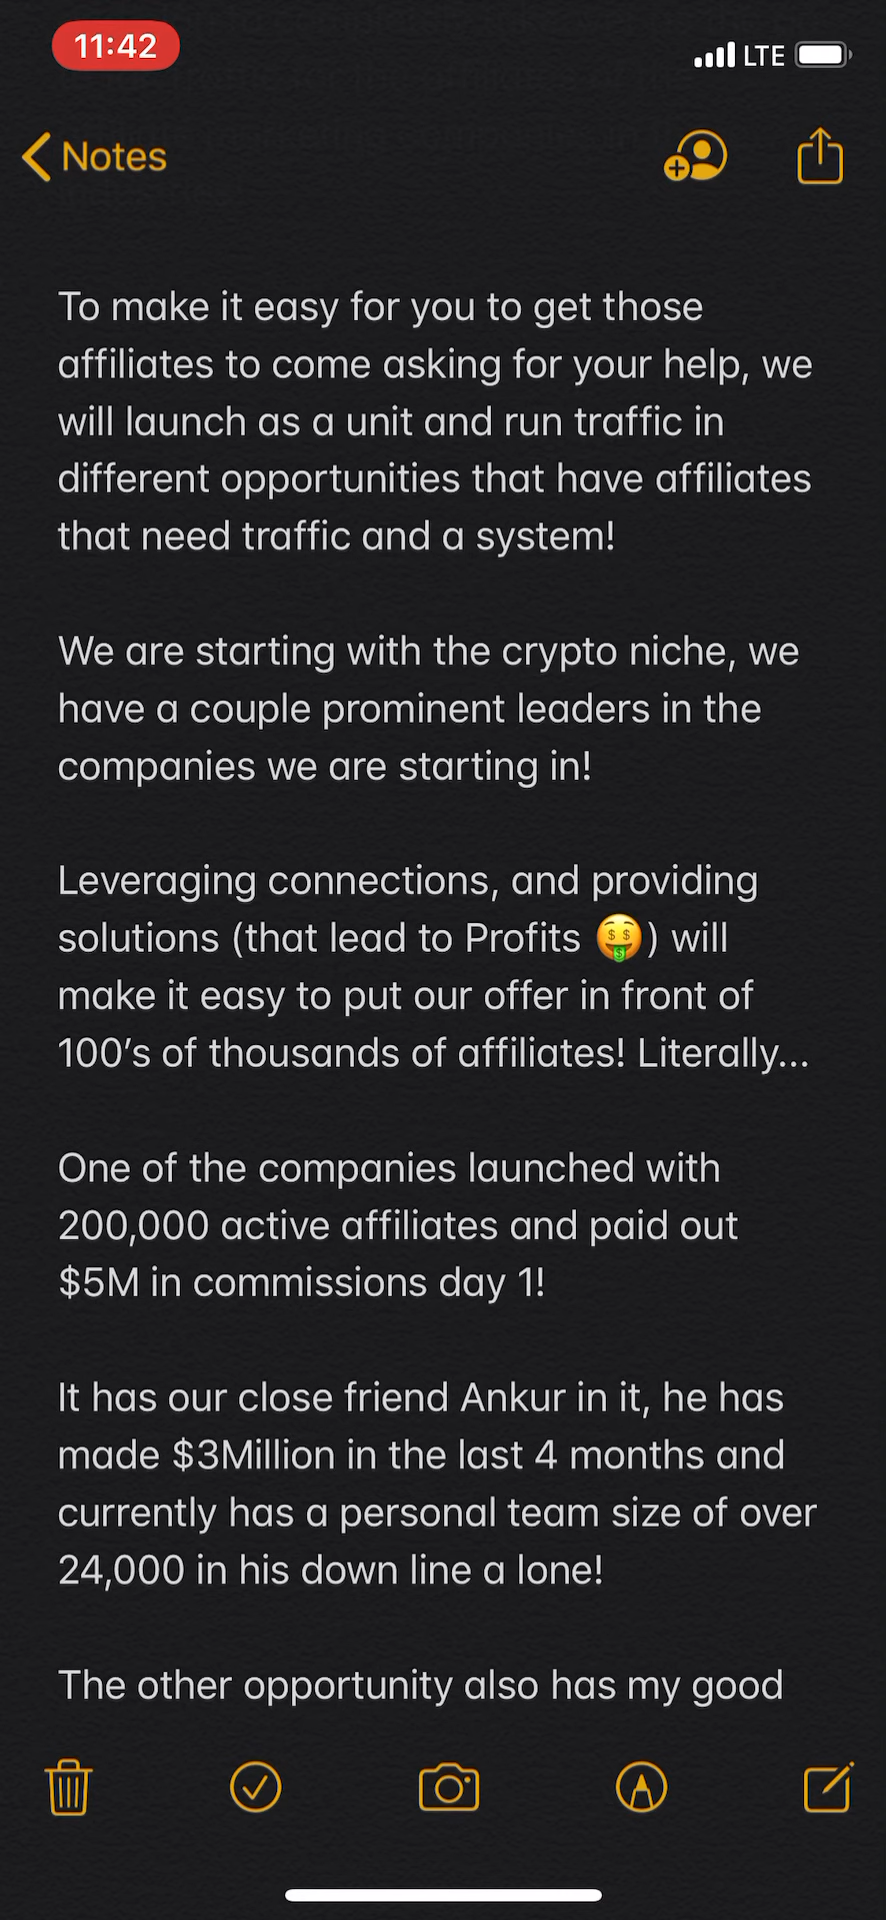 11:42
LTE
Notes
To make it easy for you to get those
affiliates to come asking for your help, we
will launch as a unit and run traffic in
different opportunities that have affiliates
that need traffic and a system!
We are starting with the crypto niche, we
have a couple prominent leaders in the
companies we are starting in!
Leveraging connections, and providing
solutions (that lead to Profits 🤑) will
make it easy to put our offer in front of
100’s of thousands of affiliates! Literally...
One of the companies launched with
200,000 active affiliates and paid out
$5M in commissions day 1!
It has our close friend Ankur in it, he has
made $3Million in the last 4 months and
currently has a personal team size of over
24,000 in his down line a lone!
The other opportunity also has my good